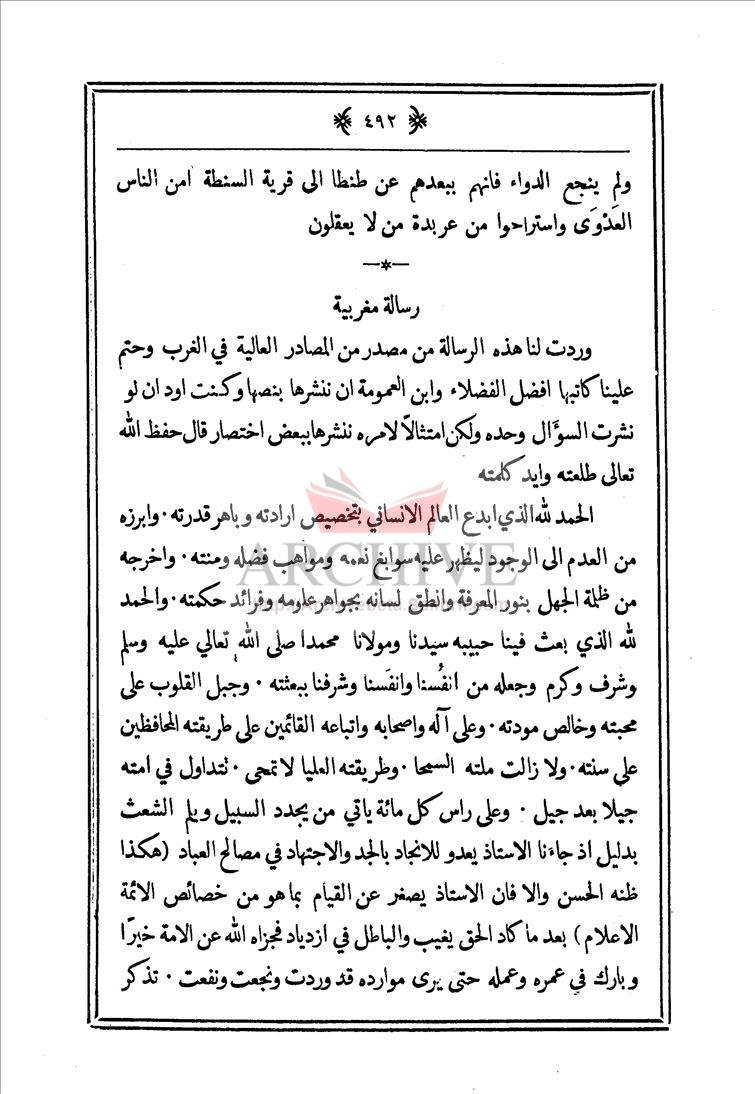 ﴿ ٤٩٢ ﴾
ولم ينجع الدواء فانهم ببعدهم عن طنطا الى قرية السنطة امن الناس
العَدْوَى واستراحوا من عربدة من لا يعقلون
—*—
رسالة مغربية
وردت لنا هذه الرسالة من مصدر من المصادر العالية في الغرب وحتم
علينا كاتبها افضل الفضلاء وابن العمومة ان ننشرها بنصها وكنت اود ان لو
نشرت السؤال وحده ولكن امتثالاً لامره ننشرها ببعض اختصار قال حفظ الله
تعالى طلعته وايد كلمته
الحمد لله الذي ابدع العالم الانساني بتخصيص ارادته وباهر قدرته · وابرزه
من العدم الى الوجود ليظهر عليه سوابغ نعمه ومواهب فضله ومنته · واخرجه
ARCHIVE
من ظلمة الجهل بنور المعرفة وانطق لسانه بجواهر علومه وفرائد حكمته · والحمد
لله الذي بعث فينا حبيبه سيدنا ومولانا محمدا صلى الله تعالي عليه وسلم
وشرف وكرم وجعله من انفُسنا وانفَسنا وشرفنا ببعثته · وجبل القلوب على
محبته وخالص مودته · وعلى آله واصحابه واتباعه القائمين على طريقته المحافظين
على سنته · ولا زالت ملته السمحا · وطريقته العليا لا تمحى · تتداول في امته
جيلا بعد جيل · وعلى راس كل مائة ياتي من يجدد السبيل ويلم الشعث
بدليل اذ جاءنا الاستاذ يعدو للانجاد بالجد والاجتهاد في مصالح العباد (هكذا
ظنه الحسن والا فان الاستاذ يصغر عن القيام بما هو من خصائص الائمة
الاعلام) بعد ما كاد الحق يغيب والباطل في ازدياد فجزاه الله عن الامة خيرًا
وبارك في عمره وعمله حتى يرى موارده قد وردت ونجعت ونفعت · تذكر